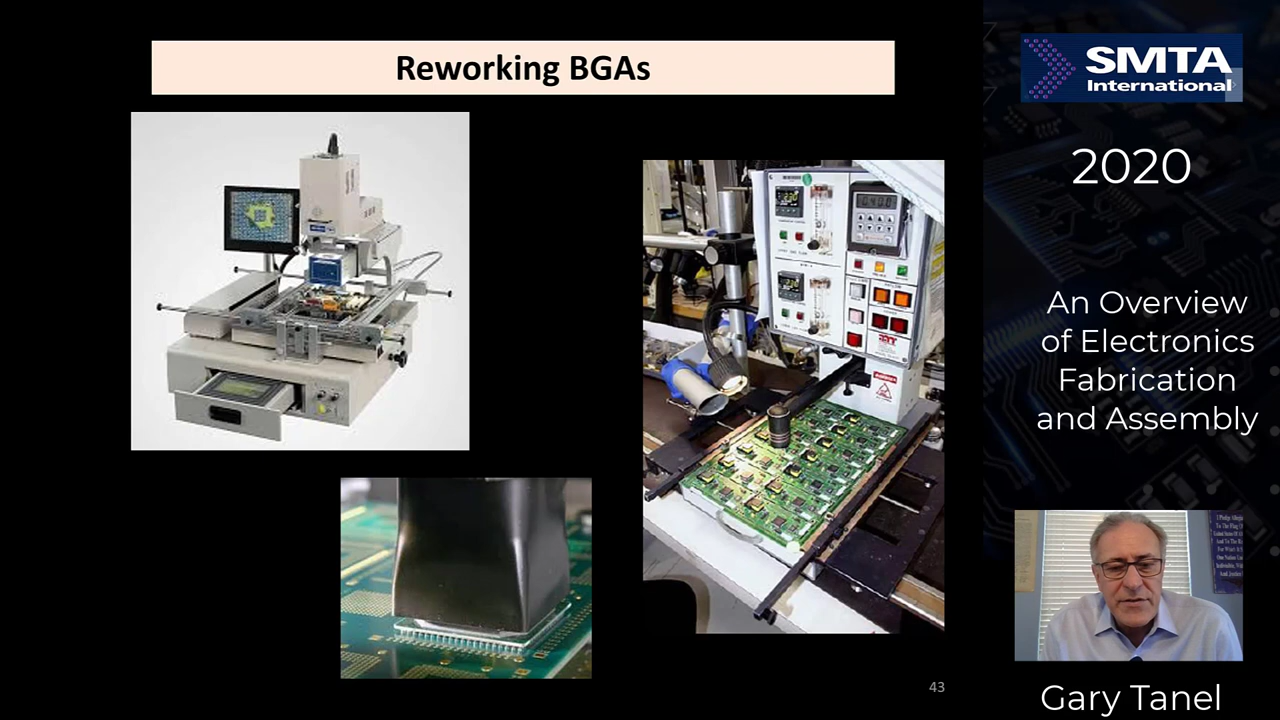 Reworking BGAs
43
SMTA
International
2020
An Overview
of Electronics
Fabrication
and Assembly
Gary Tanel